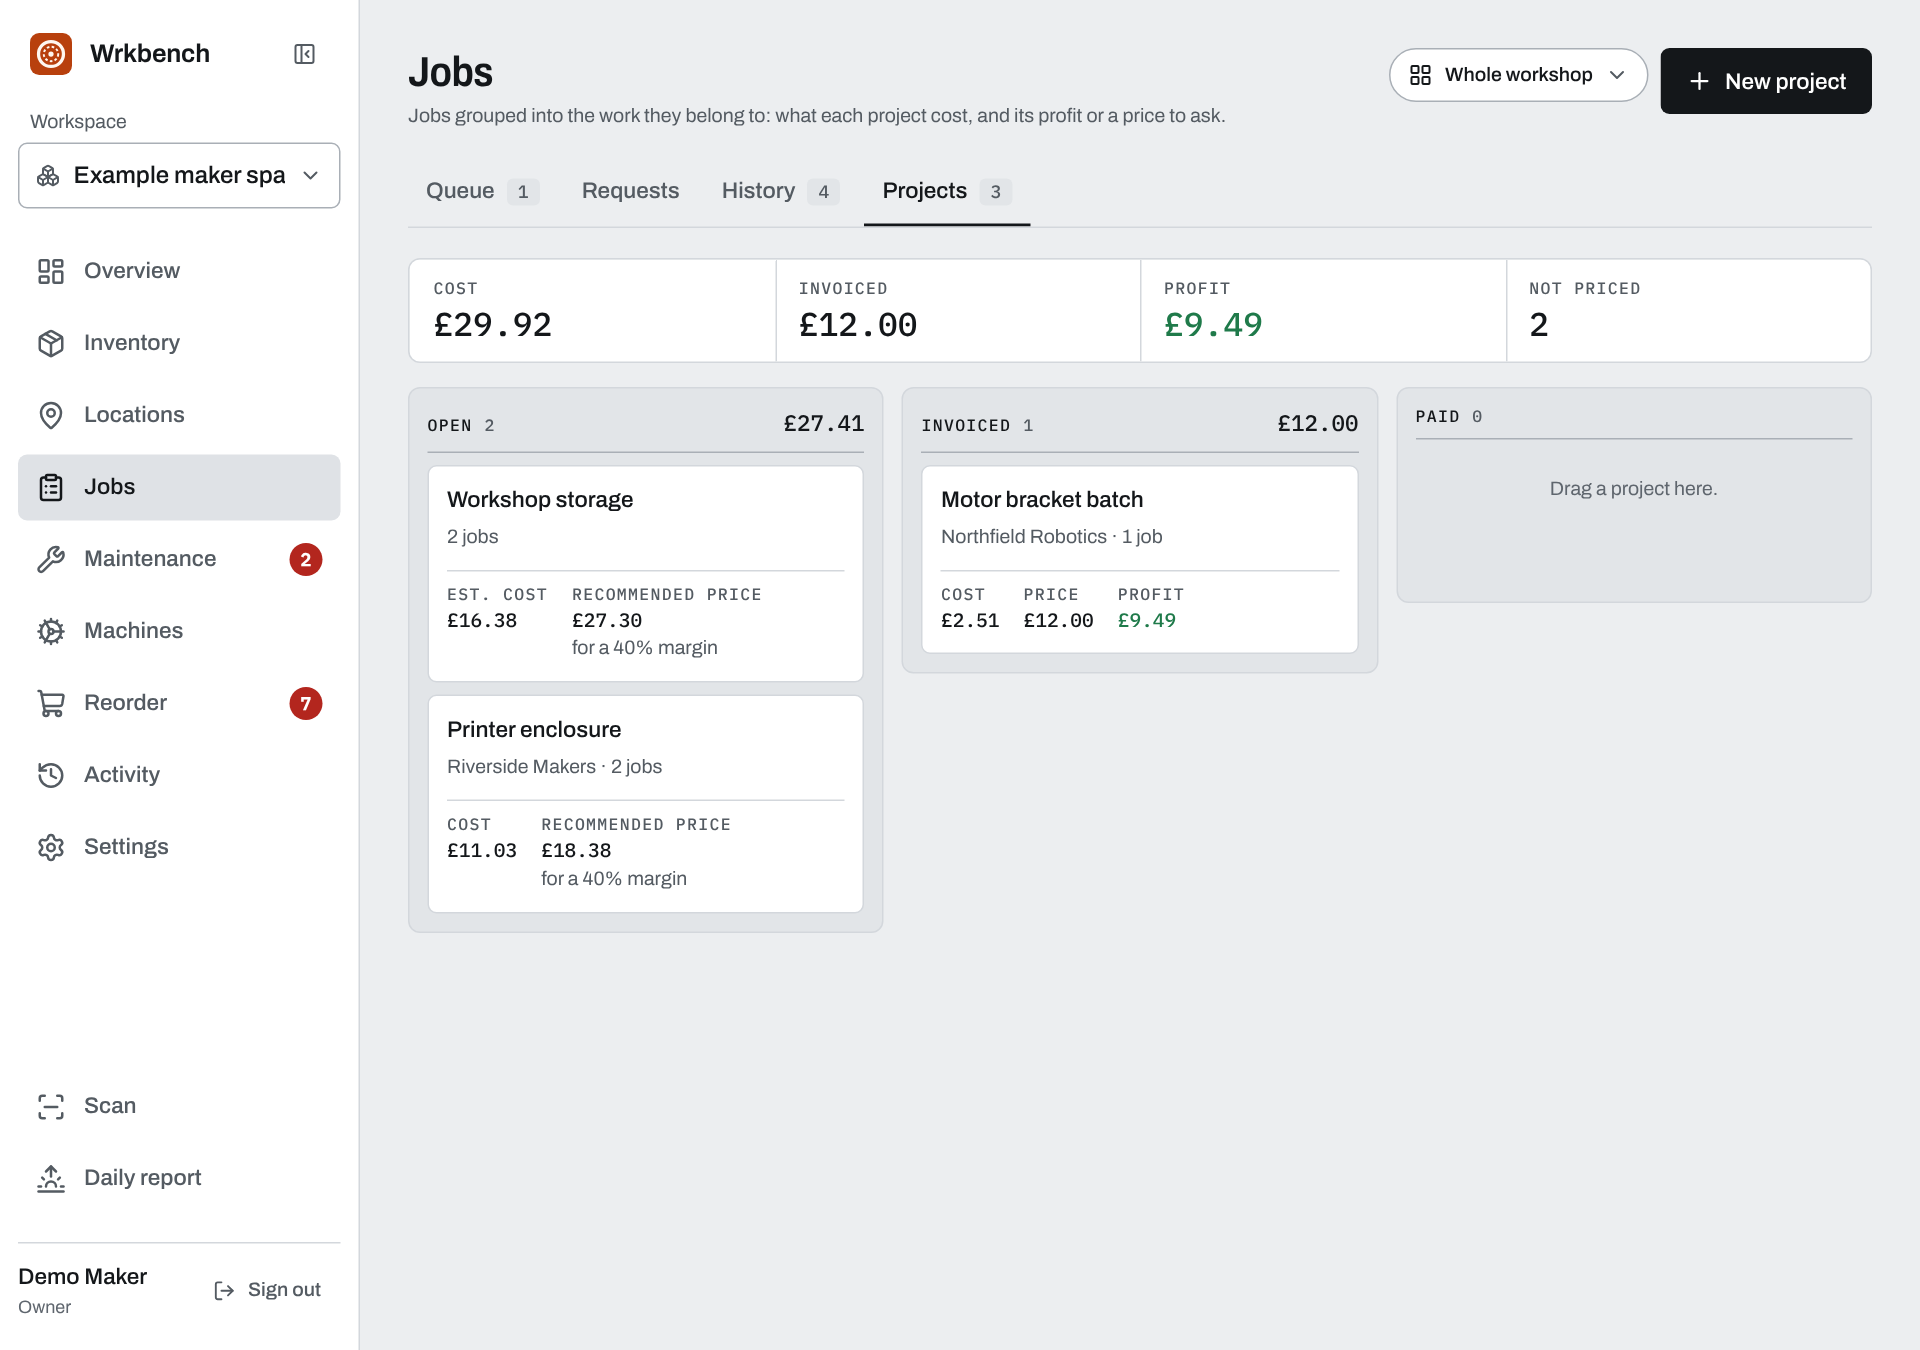 Wrkbench
Workspace
Example maker spa
Overview
Inventory
Locations
Jobs
Maintenance 2
Machines
Reorder 7
Activity
Settings
Scan
Daily report
Demo Maker
Owner
Sign out
Jobs
Jobs grouped into the work they belong to: what each project cost, and its profit or a price to ask.
Whole workshop
New project
Queue 1 Requests History 4 Projects 3
COST
£29.92
INVOICED
£12.00
PROFIT
£9.49
NOT PRICED
2
OPEN 2 £27.41
Workshop storage
2 jobs
EST. COST RECOMMENDED PRICE
£16.38 £27.30
for a 40% margin
Printer enclosure
Riverside Makers · 2 jobs
COST RECOMMENDED PRICE
£11.03 £18.38
for a 40% margin
INVOICED 1 £12.00
Motor bracket batch
Northfield Robotics · 1 job
COST PRICE PROFIT
£2.51 £12.00 £9.49
PAID 0
Drag a project here.